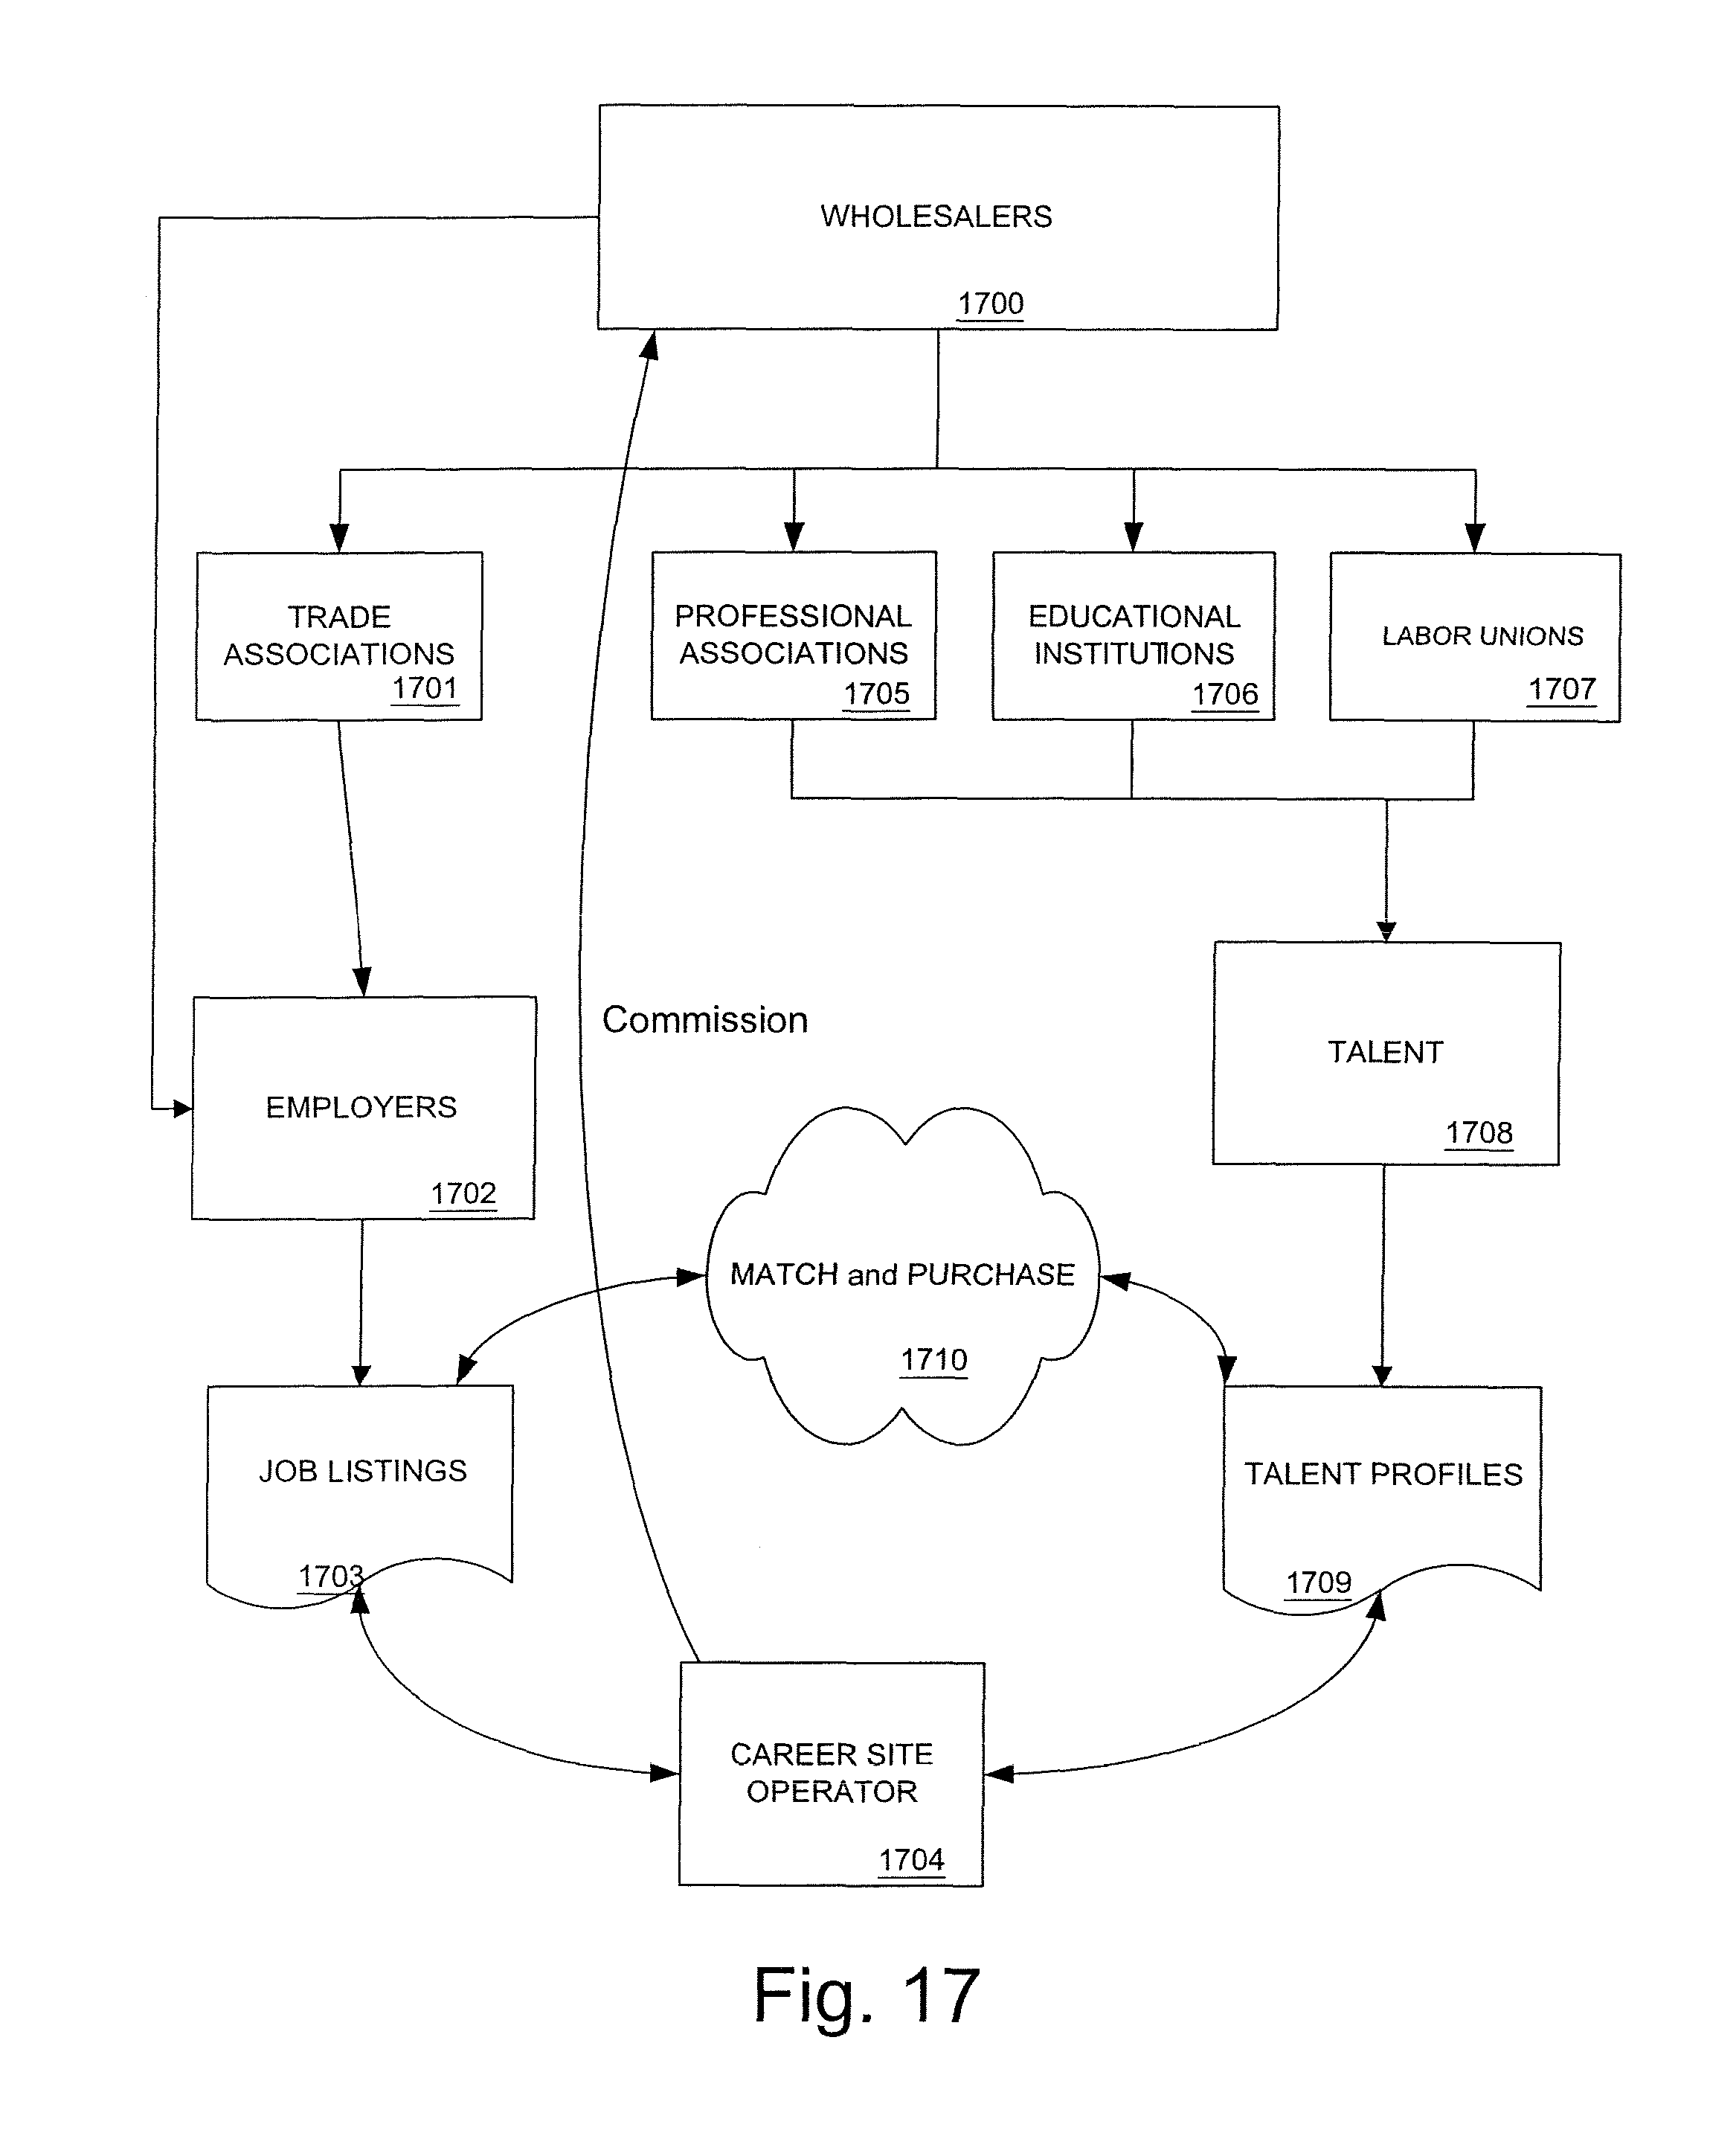 WHOLESALERS
1700
TRADE
ASSOCIATIONS
1701
PROFESSIONAL
ASSOCIATIONS
1705
EDUCATIONAL
INSTITUTIONS
1706
LABOR UNIONS
1707
Commission
EMPLOYERS
1702
TALENT
1708
MATCH and PURCHASE
1710
JOB LISTINGS
1703
TALENT PROFILES
1709
CAREER SITE
OPERATOR
1704
Fig. 17